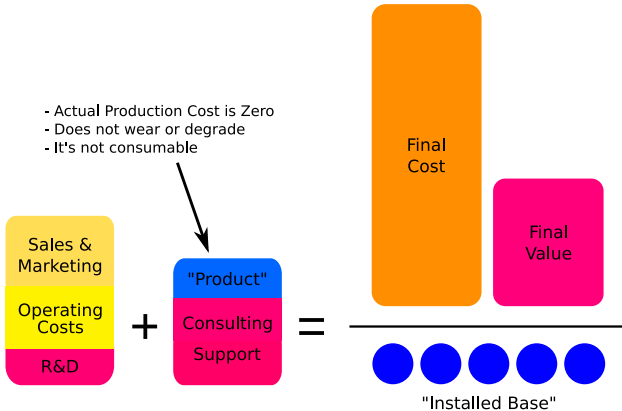 - Actual Production Cost is Zero
- Does not wear or degrade
- It's not consumable
Sales &
Marketing
Operating
Costs
R&D
+
"Product"
Consulting
Support
=
Final
Cost
Final
Value
"Installed Base"